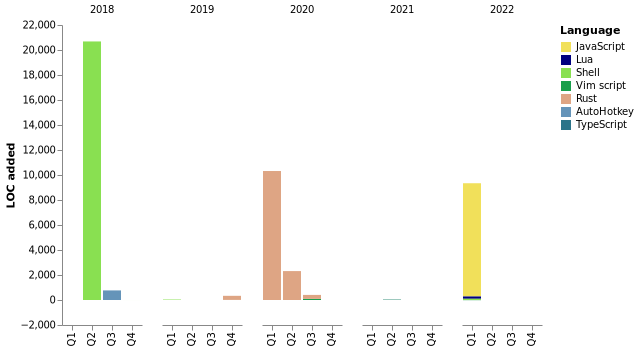 2018 2019 2020 2021 2022
LOC added
22,000
20,000
18,000
16,000
14,000
12,000
10,000
8,000
6,000
4,000
2,000
0
−2,000
Q1 Q2 Q3 Q4 Q1 Q2 Q3 Q4 Q1 Q2 Q3 Q4 Q1 Q2 Q3 Q4 Q1 Q2 Q3 Q4
Language
JavaScript
Lua
Shell
Vim script
Rust
AutoHotkey
TypeScript